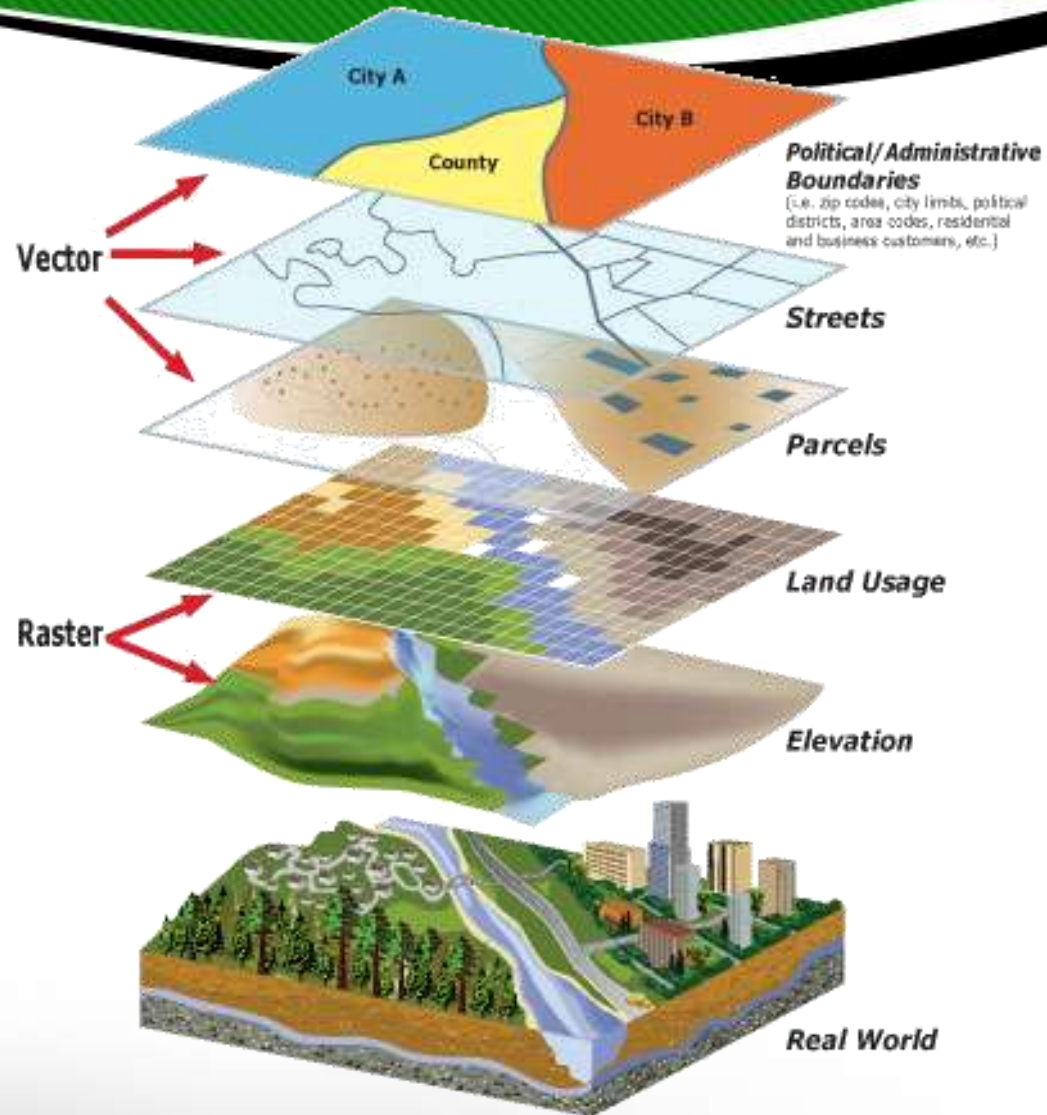 City A
City B
County
Political/Administrative
Boundaries
(i.e. zip codes, city limits, political
districts, area codes, residential
and business customers, etc.)
Vector
Streets
Parcels
Land Usage
Raster
Elevation
Real World